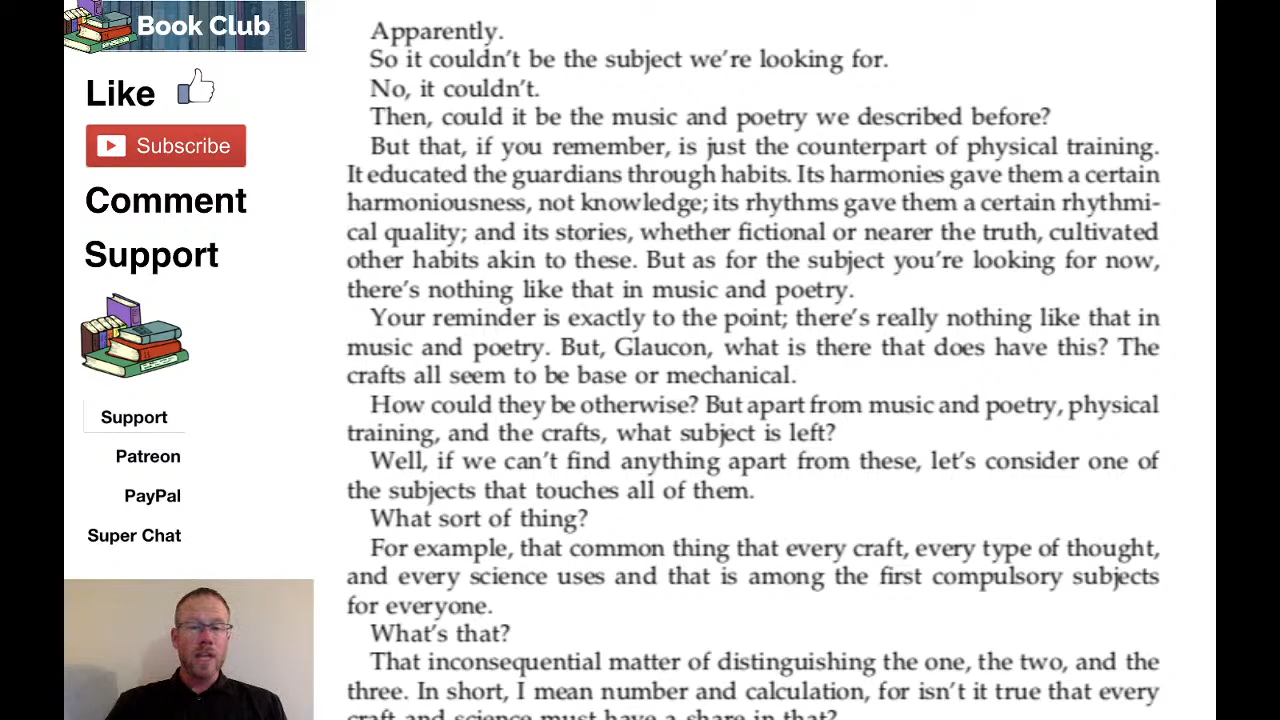 Book Club
Like
Subscribe
Comment
Support
Support
Patreon
PayPal
Super Chat
Apparently.
So it couldn't be the subject we're looking for.
No, it couldn't.
Then, could it be the music and poetry we described before?
But that, if you remember, is just the counterpart of physical training.
It educated the guardians through habits. Its harmonies gave them a certain
harmoniousness, not knowledge; its rhythms gave them a certain rhythmi-
cal quality; and its stories, whether fictional or nearer the truth, cultivated
other habits akin to these. But as for the subject you're looking for now,
there's nothing like that in music and poetry.
Your reminder is exactly to the point; there's really nothing like that in
music and poetry. But, Glaucon, what is there that does have this? The
crafts all seem to be base or mechanical.
How could they be otherwise? But apart from music and poetry, physical
training, and the crafts, what subject is left?
Well, if we can't find anything apart from these, let's consider one of
the subjects that touches all of them.
What sort of thing?
For example, that common thing that every craft, every type of thought,
and every science uses and that is among the first compulsory subjects
for everyone.
What's that?
That inconsequential matter of distinguishing the one, the two, and the
three. In short, I mean number and calculation, for isn't it true that every
craft and science must have a share in that?